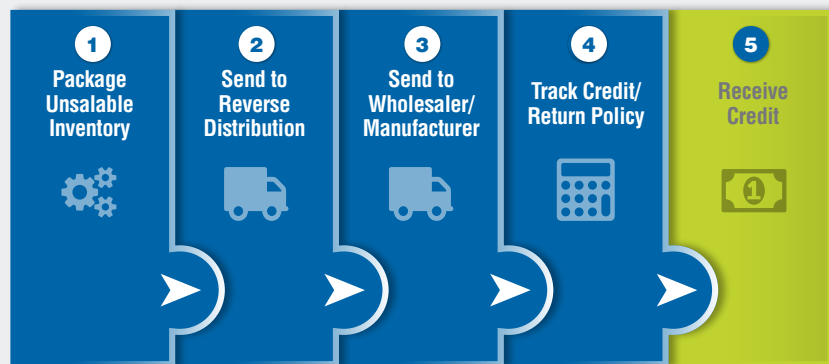 1
Package
Unsalable
Inventory
2
Send to
Reverse
Distribution
3
Send to
Wholesaler/
Manufacturer
4
Track Credit/
Return Policy
5
Receive
Credit
1